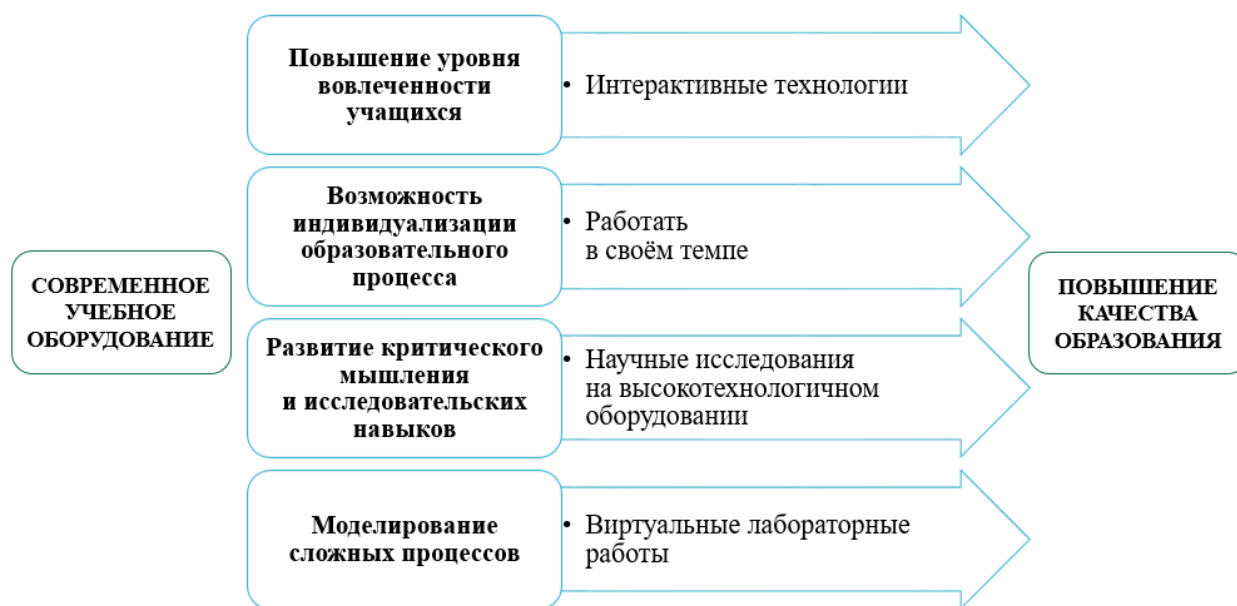 СОВРЕМЕННОЕ
УЧЕБНОЕ
ОБОРУДОВАНИЕ
Повышение уровня
вовлеченности
учащихся
• Интерактивные технологии
Возможность
индивидуализации
образовательного
процесса
• Работать
в своём темпе
Развитие критического
мышления
и исследовательских
навыков
• Научные исследования
на высокотехнологичном
оборудовании
Моделирование
сложных процессов
• Виртуальные лабораторные
работы
ПОВЫШЕНИЕ
КАЧЕСТВА
ОБРАЗОВАНИЯ